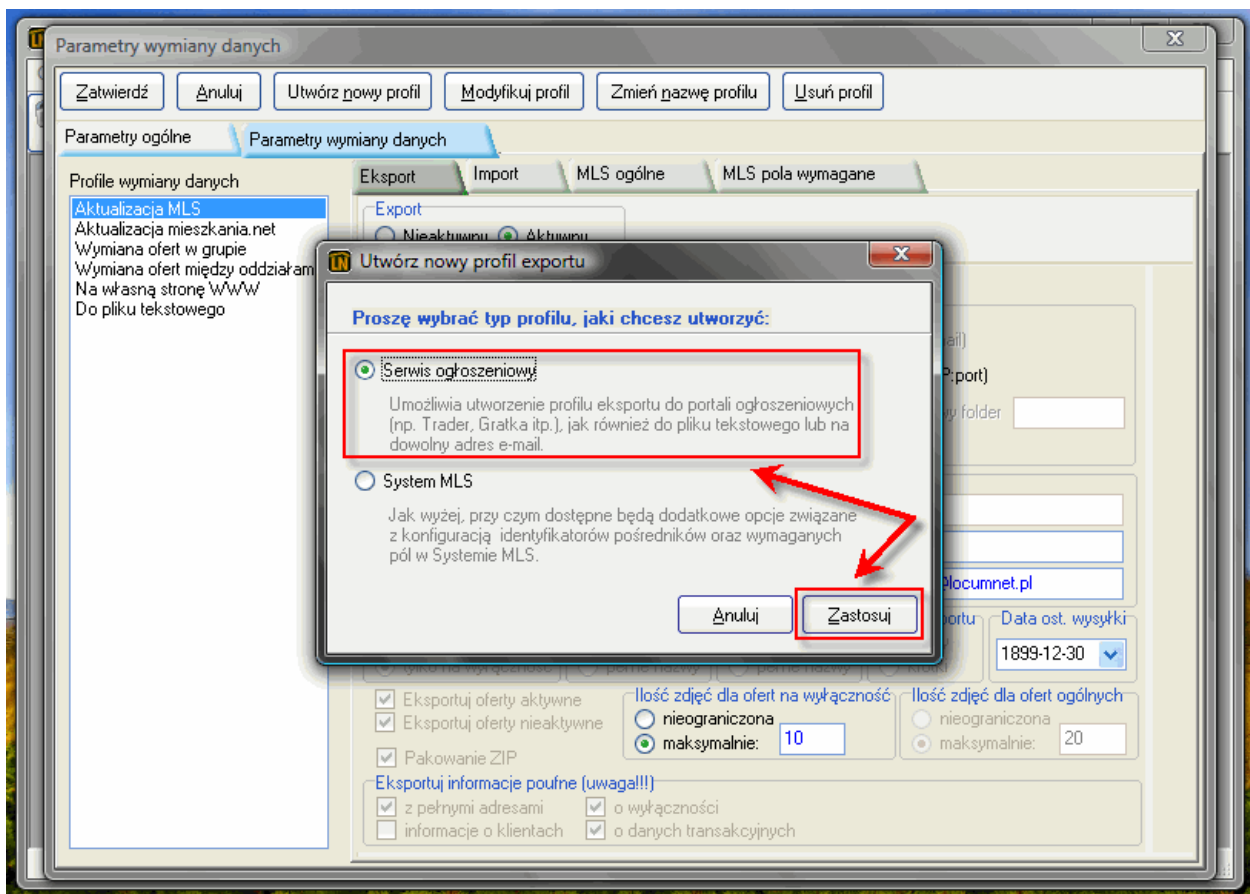 Parametry wymiany danych
Zatwierdź Anuluj Utwórz nowy profil Modyfikuj profil Zmień nazwę profilu Usuń profil
Parametry ogólne Parametry wymiany danych
Profile wymiany danych
Aktualizacja MLS
Aktualizacja mieszkania.net
Wymiana ofert w grupie
Wymiana ofert między oddziałam
Na własną stronę WWW
Do pliku tekstowego
Eksport Import MLS ogólne MLS pola wymagane
Export
Nieaktywny Aktywny
Utwórz nowy profil exportu
Proszę wybrać typ profilu, jaki chcesz utworzyć:
Serwis ogłoszeniowy
Umożliwia utworzenie profilu eksportu do portali ogłoszeniowych
(np. Trader, Gratka itp.), jak również do pliku tekstowego lub na
dowolny adres e-mail.
System MLS
Jak wyżej, przy czym dostępne będą dodatkowe opcje związane
z konfiguracją identyfikatorów pośredników oraz wymaganych
pól w Systemie MLS.
Anuluj Zastosuj
ail)
P:port)
wy folder
@locumnet.pl
portu Data ost. wysyłki
1899-12-30
Eksportuj oferty aktywne
Eksportuj oferty nieaktywne
Pakowanie ZIP
Ilość zdjęć dla ofert na wyłączność
nieograniczona
maksymalnie: 10
Ilość zdjęć dla ofert ogólnych
nieograniczona
maksymalnie: 20
Eksportuj informacje poufne (uwaga!!!)
z pełnymi adresami o wyłączności
informacje o klientach o danych transakcyjnych